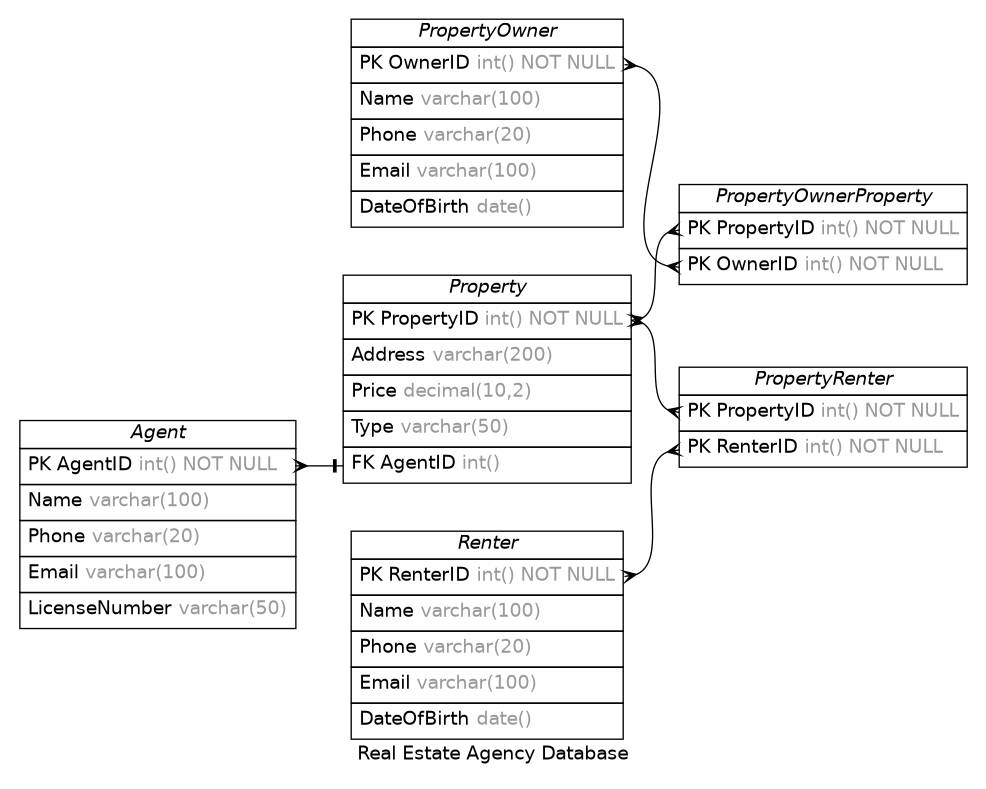 PropertyOwner
PK OwnerID int() NOT NULL
Name varchar(100)
Phone varchar(20)
Email varchar(100)
DateOfBirth date()
PropertyOwnerProperty
PK PropertyID int() NOT NULL
PK OwnerID int() NOT NULL
Property
PK PropertyID int() NOT NULL
Address varchar(200)
Price decimal(10,2)
Type varchar(50)
FK AgentID int()
PropertyRenter
PK PropertyID int() NOT NULL
PK RenterID int() NOT NULL
Agent
PK AgentID int() NOT NULL
Name varchar(100)
Phone varchar(20)
Email varchar(100)
LicenseNumber varchar(50)
Renter
PK RenterID int() NOT NULL
Name varchar(100)
Phone varchar(20)
Email varchar(100)
DateOfBirth date()
Real Estate Agency Database